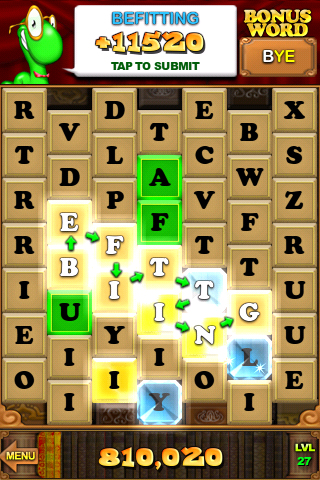 BEFITTING
+11520
TAP TO SUBMIT
BONUS
WORD
BYE
R D E X
V T B
T L C S
D A W
R P V Z
E F F
R F T R
B T T
I I T U
U I G
E Y N U
I I L
O I O E
I Y I
MENU
810,020
LVL
27